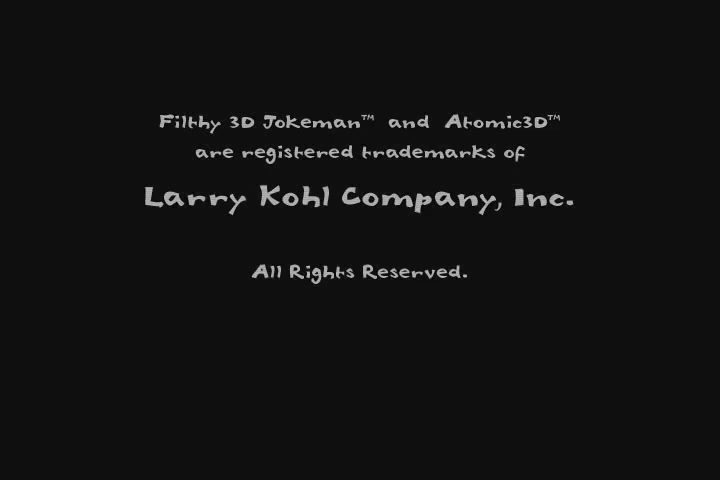 Filthy 3D Jokeman™ and Atomic3D™
are registered trademarks of
Larry Kohl Company, Inc.
All Rights Reserved.